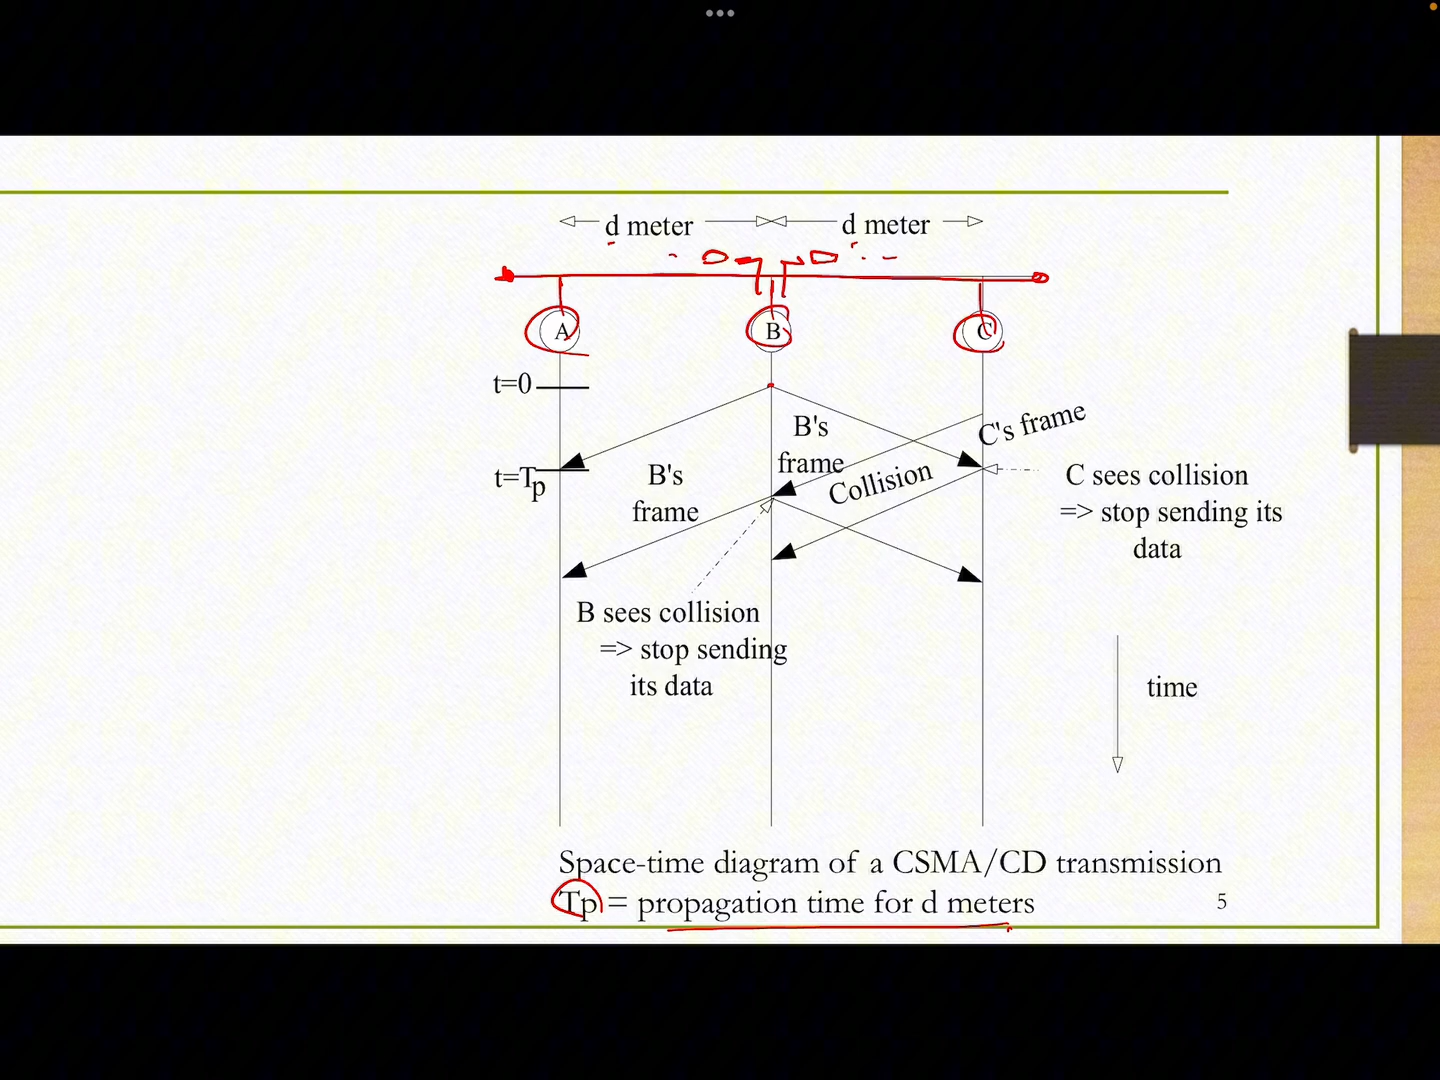 d meter
d meter
A
B
C
t=0
t=Tp
B's
frame
B's
frame
C's frame
Collision
C sees collision
=> stop sending its
data
B sees collision
=> stop sending
its data
time
Space-time diagram of a CSMA/CD transmission
Tp = propagation time for d meters
5